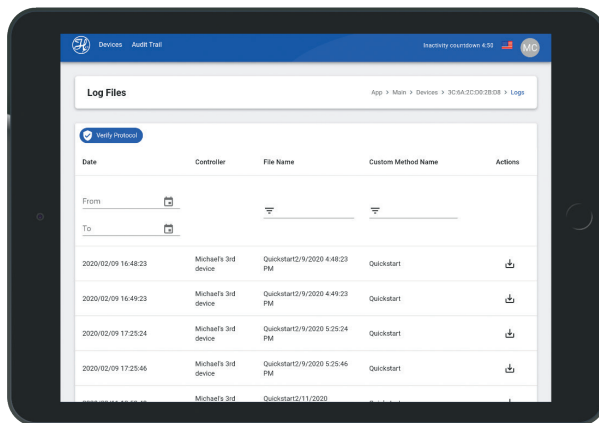 Devices Audit Trail Inactivity countdown 4:50 MC
Log Files App > Main > Devices > 3C:6A:2C:D0:2B:D8 > Logs
Verify Protocol
Date Controller File Name Custom Method Name Actions
From
To
2020/02/09 16:48:23 Michael's 3rd device Quickstart2/9/2020 4:48:23 PM Quickstart
2020/02/09 16:49:23 Michael's 3rd device Quickstart2/9/2020 4:49:23 PM Quickstart
2020/02/09 17:25:24 Michael's 3rd device Quickstart2/9/2020 5:25:24 PM Quickstart
2020/02/09 17:25:46 Michael's 3rd device Quickstart2/9/2020 5:25:46 PM Quickstart
Michael's 3rd Quickstart2/11/2020